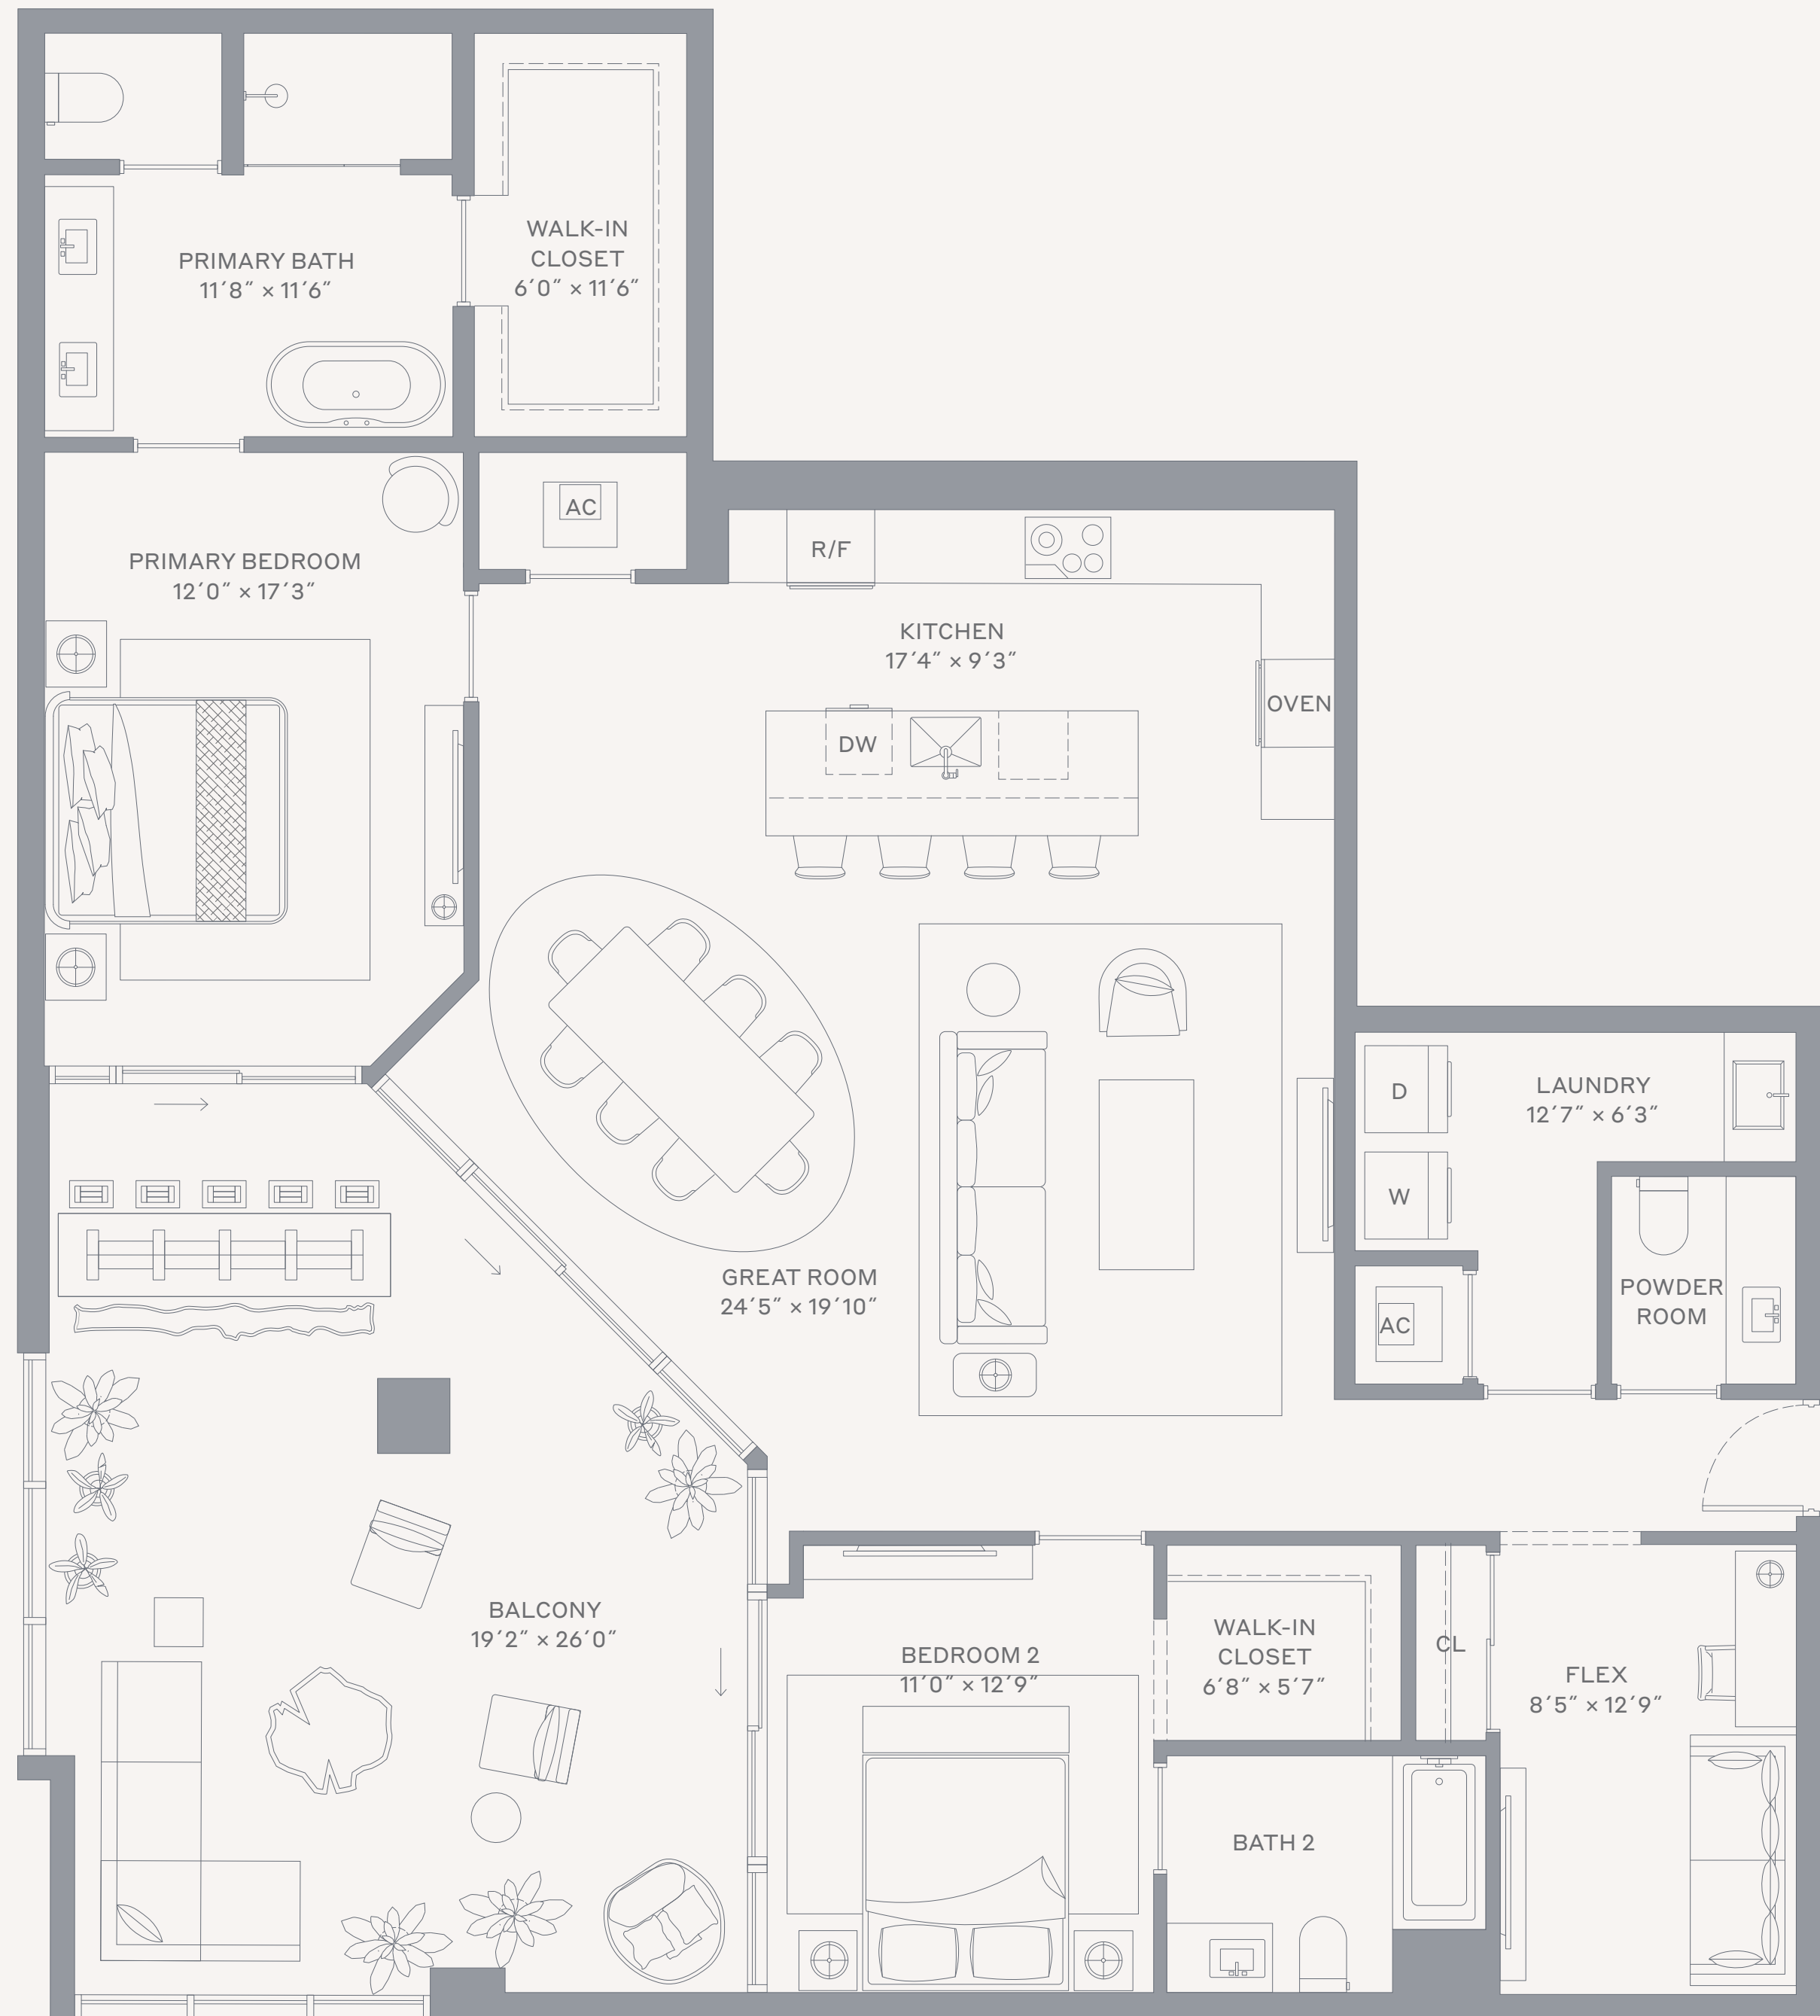 WALK-IN
CLOSET
6′0″ × 11′6″
PRIMARY BATH
11′8″ × 11′6″
AC
R/F
PRIMARY BEDROOM
12′0″ × 17′3″
KITCHEN
17′4″ × 9′3″
OVEN
DW
D
LAUNDRY
12′7″ × 6′3″
W
GREAT ROOM
24′5″ × 19′10″
POWDER
ROOM
AC
BALCONY
19′2″ × 26′0″
BEDROOM 2
11′0″ × 12′9″
WALK-IN
CLOSET
6′8″ × 5′7″
CL
FLEX
8′5″ × 12′9″
BATH 2